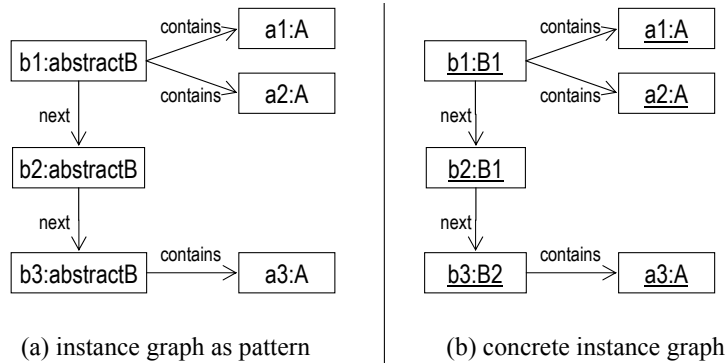 contains
a1:A
b1:abstractB
contains
a2:A
next
b2:abstractB
next
b3:abstractB
contains
a3:A
(a) instance graph as pattern
contains
a1:A
b1:B1
contains
a2:A
next
b2:B1
next
b3:B2
contains
a3:A
(b) concrete instance graph